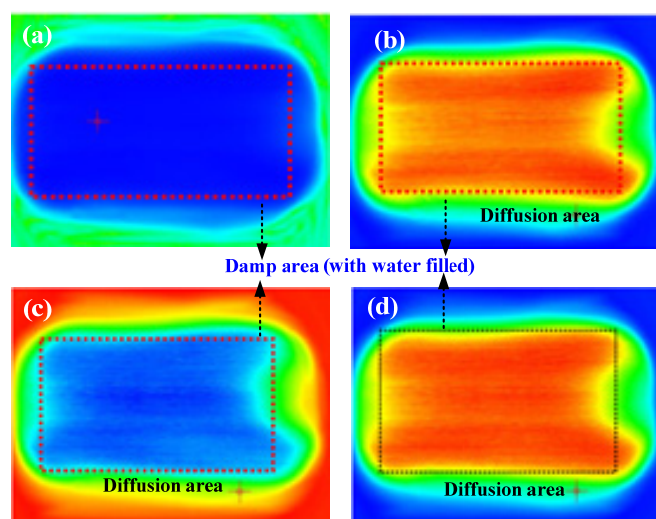 (a)
(b)
Diffusion area
Damp area (with water filled)
(c)
(d)
Diffusion area
Diffusion area